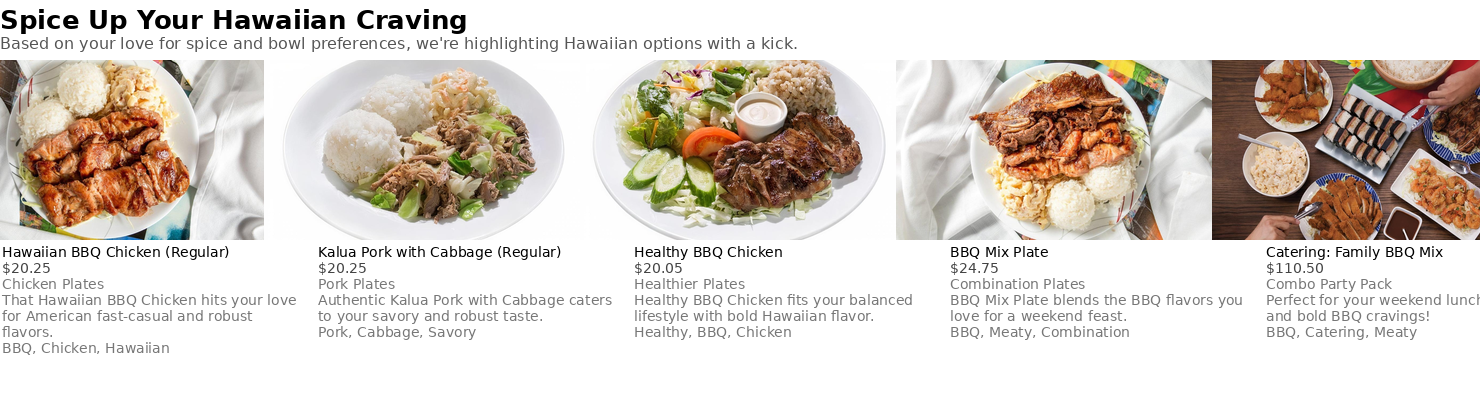 Spice Up Your Hawaiian Craving
Based on your love for spice and bowl preferences, we're highlighting Hawaiian options with a kick.
Hawaiian BBQ Chicken (Regular)
$20.25
Chicken Plates
That Hawaiian BBQ Chicken hits your love
for American fast-casual and robust
flavors.
BBQ, Chicken, Hawaiian
Kalua Pork with Cabbage (Regular)
$20.25
Pork Plates
Authentic Kalua Pork with Cabbage caters
to your savory and robust taste.
Pork, Cabbage, Savory
Healthy BBQ Chicken
$20.05
Healthier Plates
Healthy BBQ Chicken fits your balanced
lifestyle with bold Hawaiian flavor.
Healthy, BBQ, Chicken
BBQ Mix Plate
$24.75
Combination Plates
BBQ Mix Plate blends the BBQ flavors you
love for a weekend feast.
BBQ, Meaty, Combination
Catering: Family BBQ Mix
$110.50
Combo Party Pack
Perfect for your weekend lunch
and bold BBQ cravings!
BBQ, Catering, Meaty